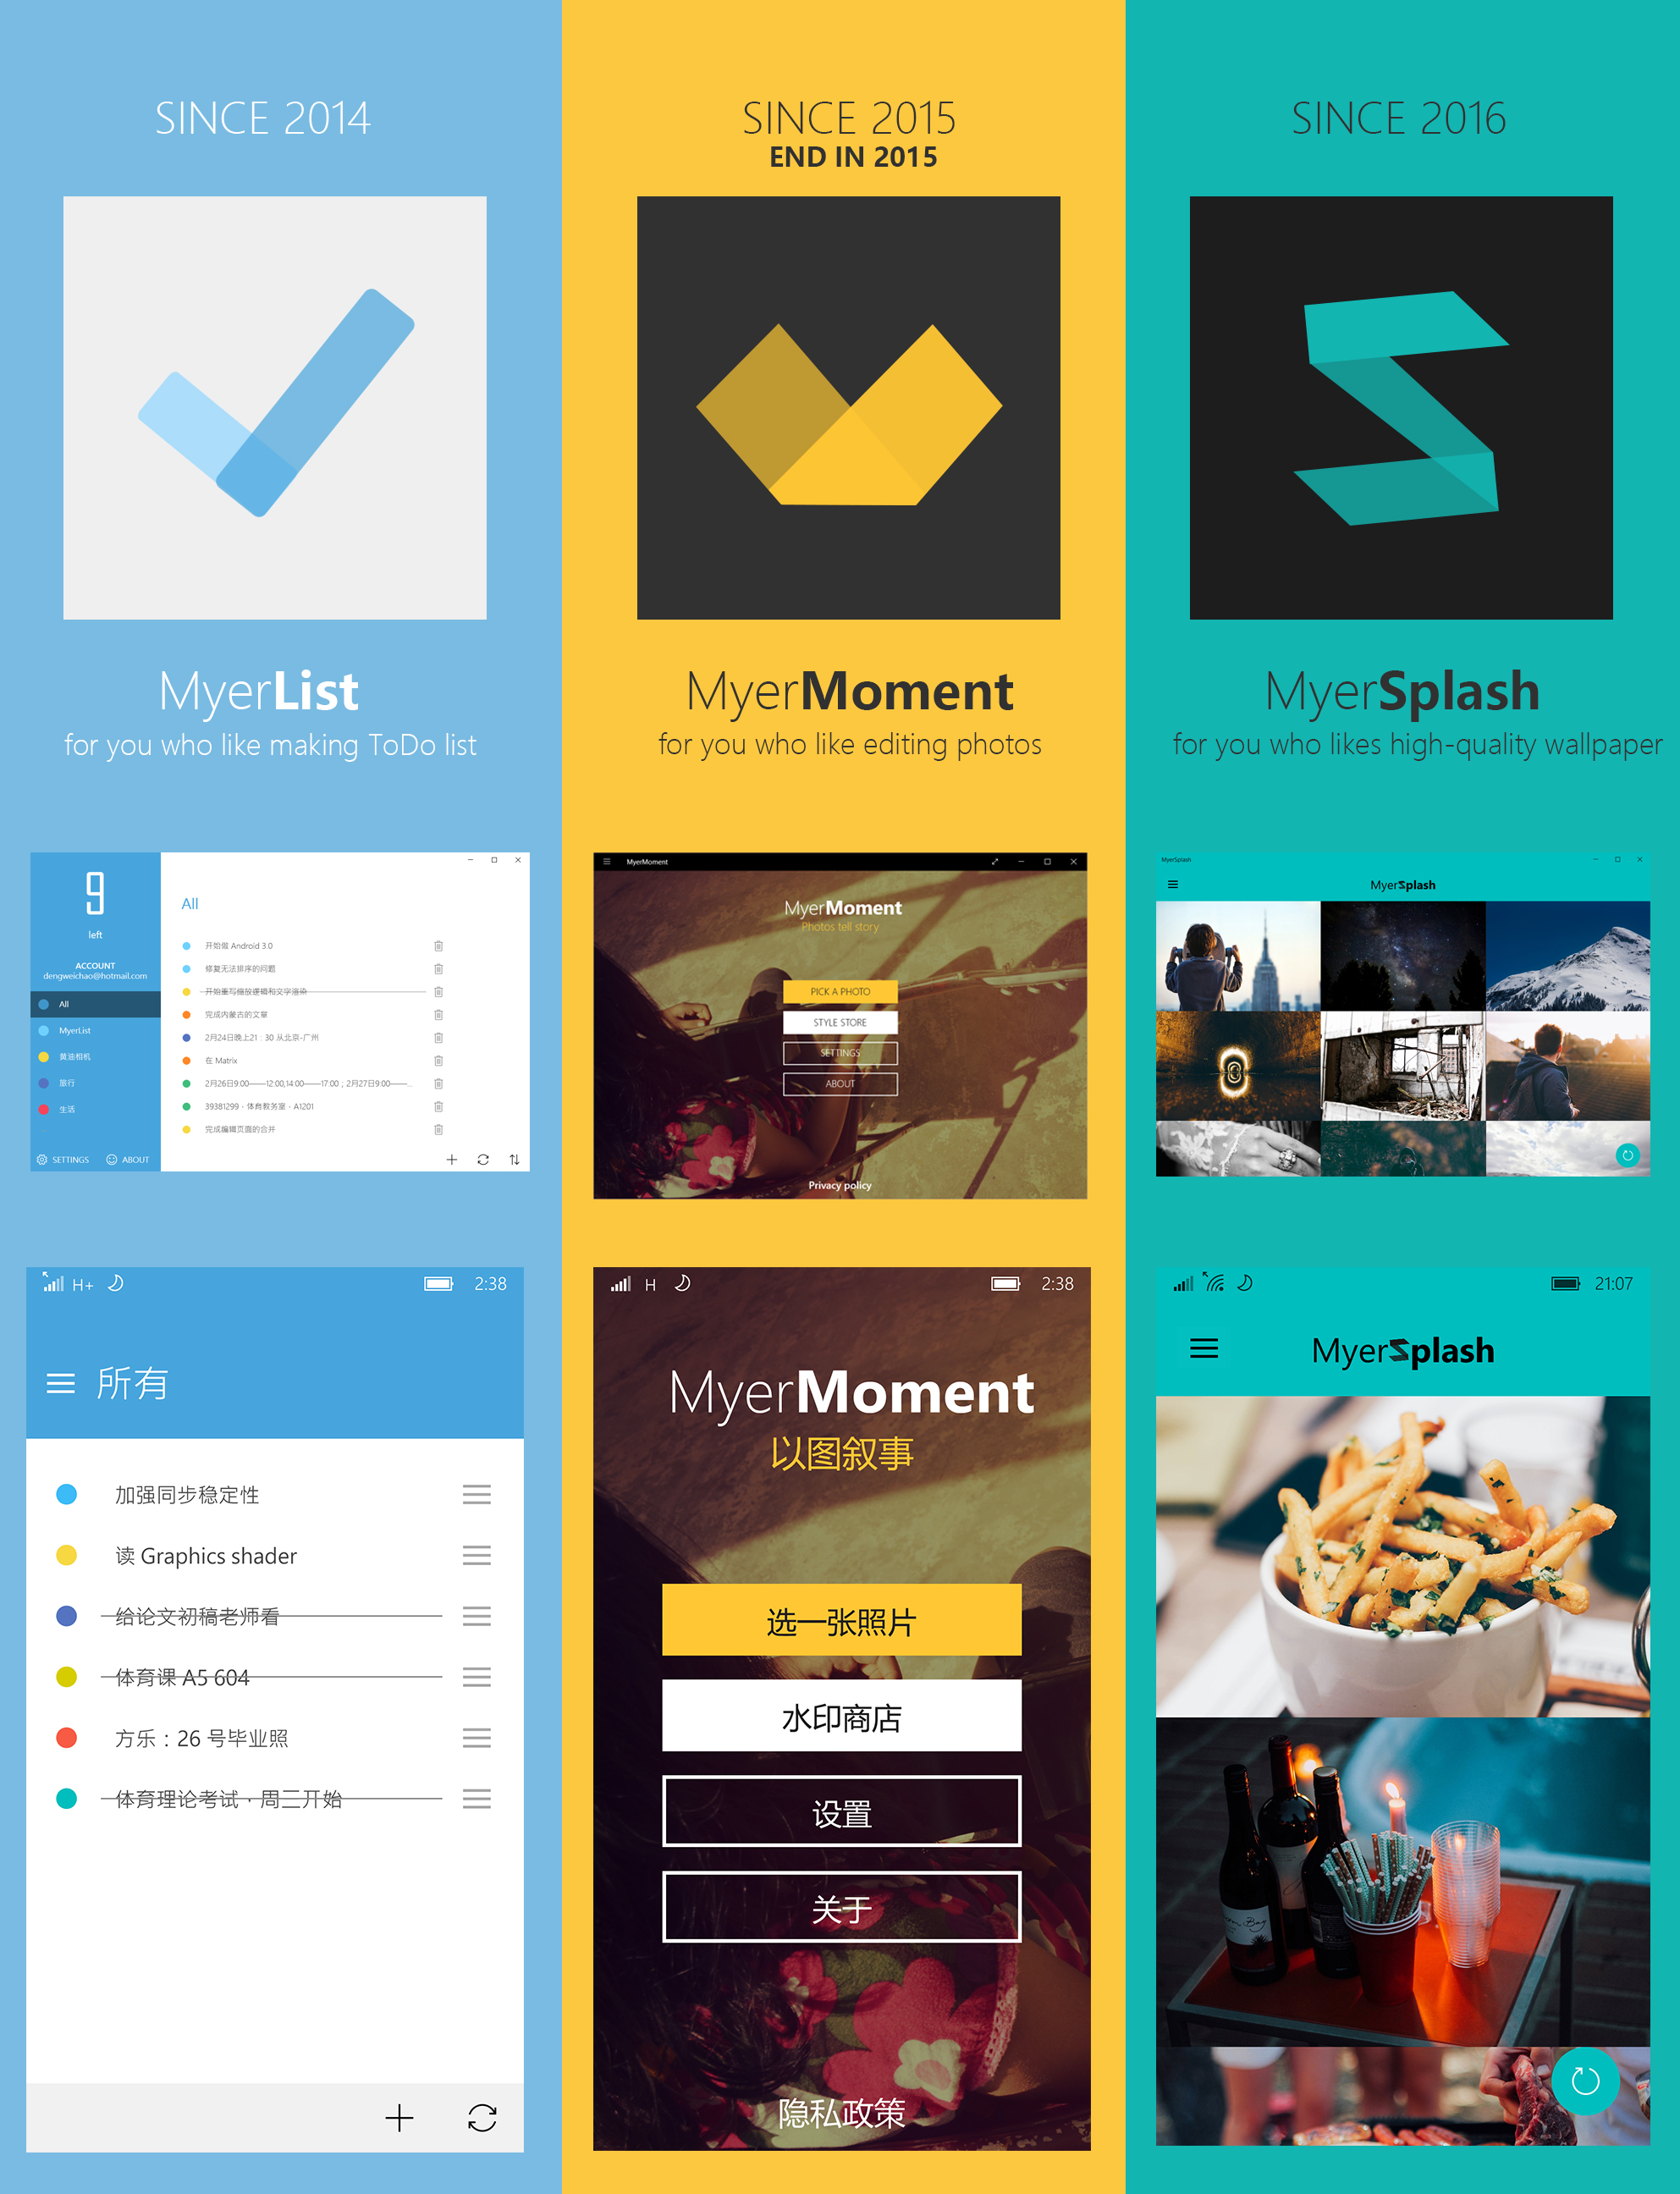 SINCE 2014
MyerList
for you who like making ToDo list
9
left
ACCOUNT
dengweichao@hotmail.com
All
MyerList
黄油相机
旅行
生活
SETTINGS
ABOUT
All
开始做 Android 3.0
修复无法排序的问题
开始重写缩放逻辑和文字渲染
完成内蒙古的文章
2月24日晚上21：30 从北京-广州
在 Matrix
2月26日9:00——12:00,14:00——17:00；2月27日9:00——...
39381299 - 体育教务室 - A1201
完成编辑页面的合并
H+
2:38
所有
加强同步稳定性
读 Graphics shader
给论文初稿老师看
体育课 A5 604
方乐：26 号毕业照
体育理论考试 · 周三开始
SINCE 2015
END IN 2015
MyerMoment
for you who like editing photos
MyerMoment
MyerMoment
Photos tell story
PICK A PHOTO
STYLE STORE
SETTINGS
ABOUT
Privacy policy
H
2:38
MyerMoment
以图叙事
选一张照片
水印商店
设置
关于
隐私政策
SINCE 2016
MyerSplash
for you who likes high-quality wallpaper
MyerSplash
MyerSplash
21:07
MyerSplash